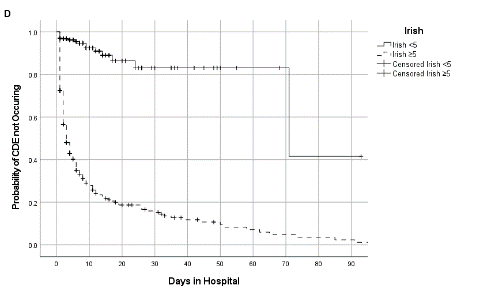 D
Irish
Irish <5
Irish ≥5
Censored Irish <5
Censored Irish ≥5
Probability of CDE not Occuring
1.0
0.8
0.6
0.4
0.2
0.0
0 10 20 30 40 50 60 70 80 90
Days in Hospital